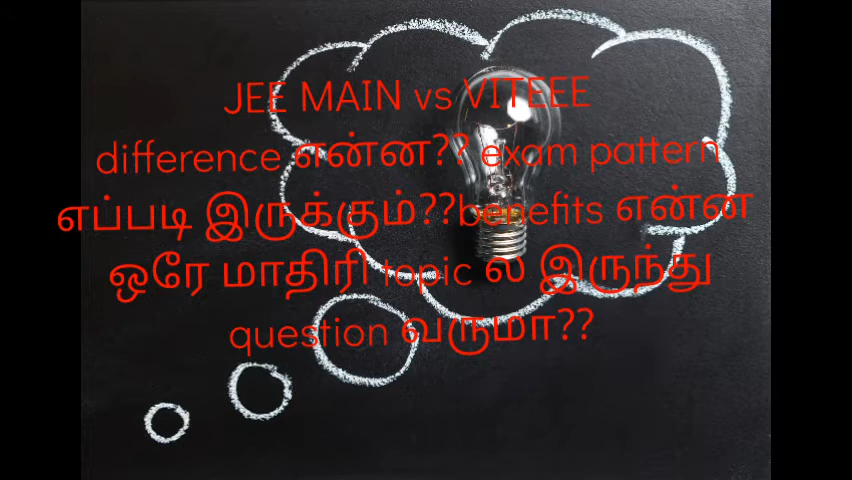 JEE MAIN vs VITEEE
difference என்ன?? exam pattern
எப்படி இருக்கும்??benefits என்ன
ஒரே மாதிரி topic ல இருந்து
question வருமா??